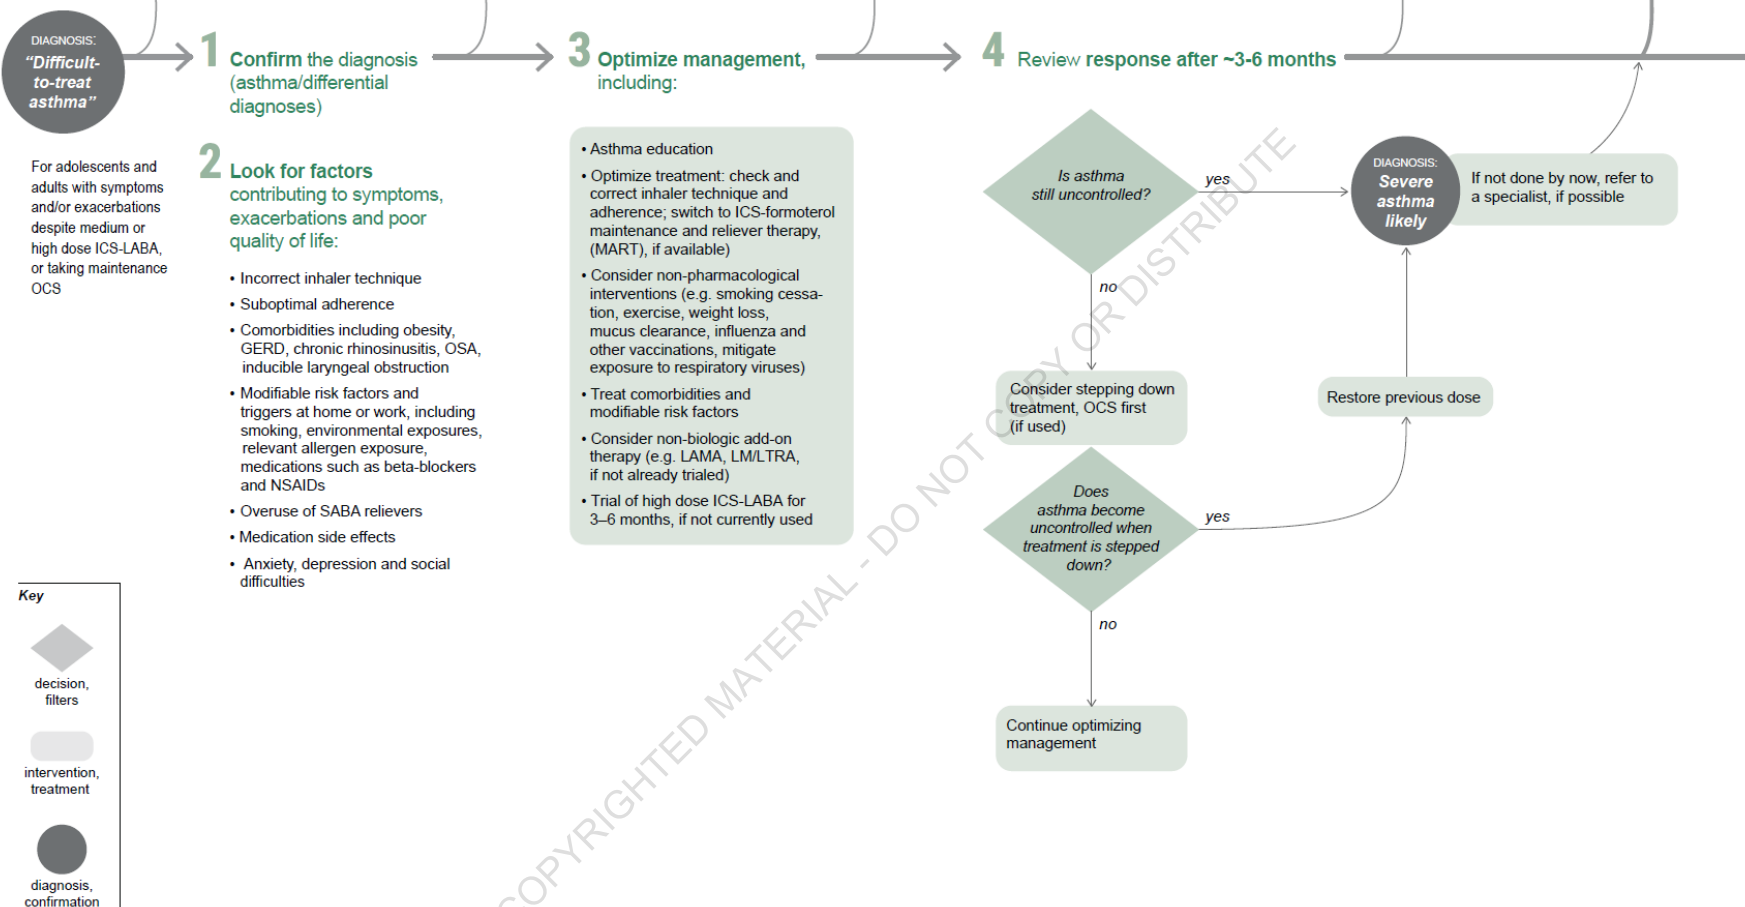 DIAGNOSIS:
“Difficult-
to-treat
asthma”
For adolescents and
adults with symptoms
and/or exacerbations
despite medium or
high dose ICS-LABA,
or taking maintenance
OCS
1 Confirm the diagnosis
(asthma/differential
diagnoses)
2 Look for factors
contributing to symptoms,
exacerbations and poor
quality of life:
• Incorrect inhaler technique
• Suboptimal adherence
• Comorbidities including obesity,
GERD, chronic rhinosinusitis, OSA,
inducible laryngeal obstruction
• Modifiable risk factors and
triggers at home or work, including
smoking, environmental exposures,
relevant allergen exposure,
medications such as beta-blockers
and NSAIDs
• Overuse of SABA relievers
• Medication side effects
• Anxiety, depression and social
difficulties
3 Optimize management,
including:
• Asthma education
• Optimize treatment: check and
correct inhaler technique and
adherence; switch to ICS-formoterol
maintenance and reliever therapy,
(MART), if available)
• Consider non-pharmacological
interventions (e.g. smoking cessa-
tion, exercise, weight loss,
mucus clearance, influenza and
other vaccinations, mitigate
exposure to respiratory viruses)
• Treat comorbidities and
modifiable risk factors
• Consider non-biologic add-on
therapy (e.g. LAMA, LM/LTRA,
if not already trialed)
• Trial of high dose ICS-LABA for
3–6 months, if not currently used
4 Review response after ~3-6 months
Is asthma
still uncontrolled?
yes
no
DIAGNOSIS:
Severe
asthma
likely
If not done by now, refer to
a specialist, if possible
Consider stepping down
treatment, OCS first
(if used)
Restore previous dose
Does
asthma become
uncontrolled when
treatment is stepped
down?
yes
no
Continue optimizing
management
Key
decision,
filters
intervention,
treatment
diagnosis,
confirmation
COPYRIGHTED MATERIAL - DO NOT COPY OR DISTRIBUTE